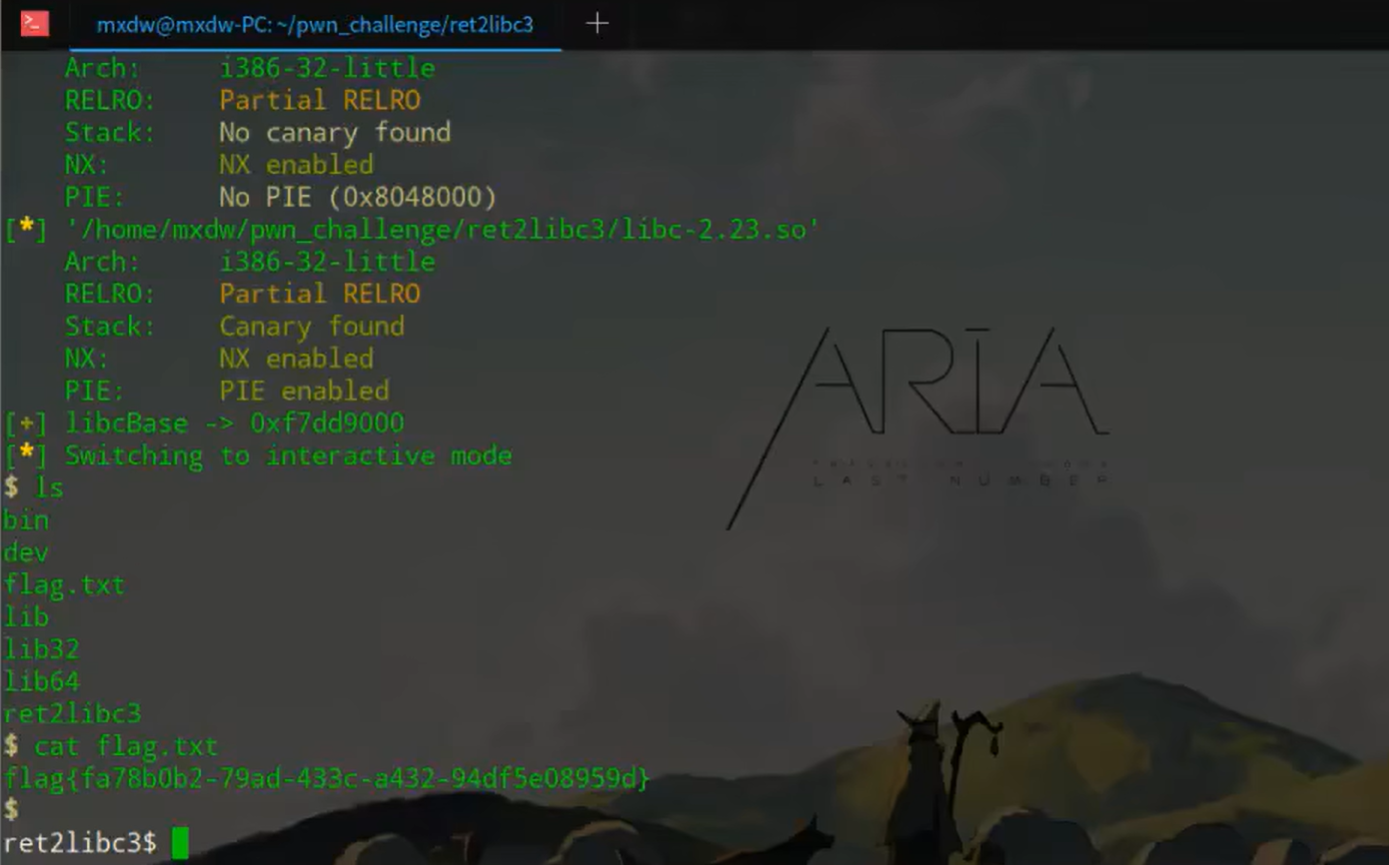 mxdw@mxdw-PC: ~/pwn_challenge/ret2libc3
Arch: i386-32-little
RELRO: Partial RELRO
Stack: No canary found
NX: NX enabled
PIE: No PIE (0x8048000)
[*] '/home/mxdw/pwn_challenge/ret2libc3/libc-2.23.so'
Arch: i386-32-little
RELRO: Partial RELRO
Stack: Canary found
NX: NX enabled
PIE: PIE enabled
[+] libcBase -> 0xf7dd9000
[*] Switching to interactive mode
$ ls
bin
dev
flag.txt
lib
lib32
lib64
ret2libc3
$ cat flag.txt
flag{fa78b0b2-79ad-433c-a432-94df5e08959d}
$
ret2libc3$
ARIA
LAST NUMBER